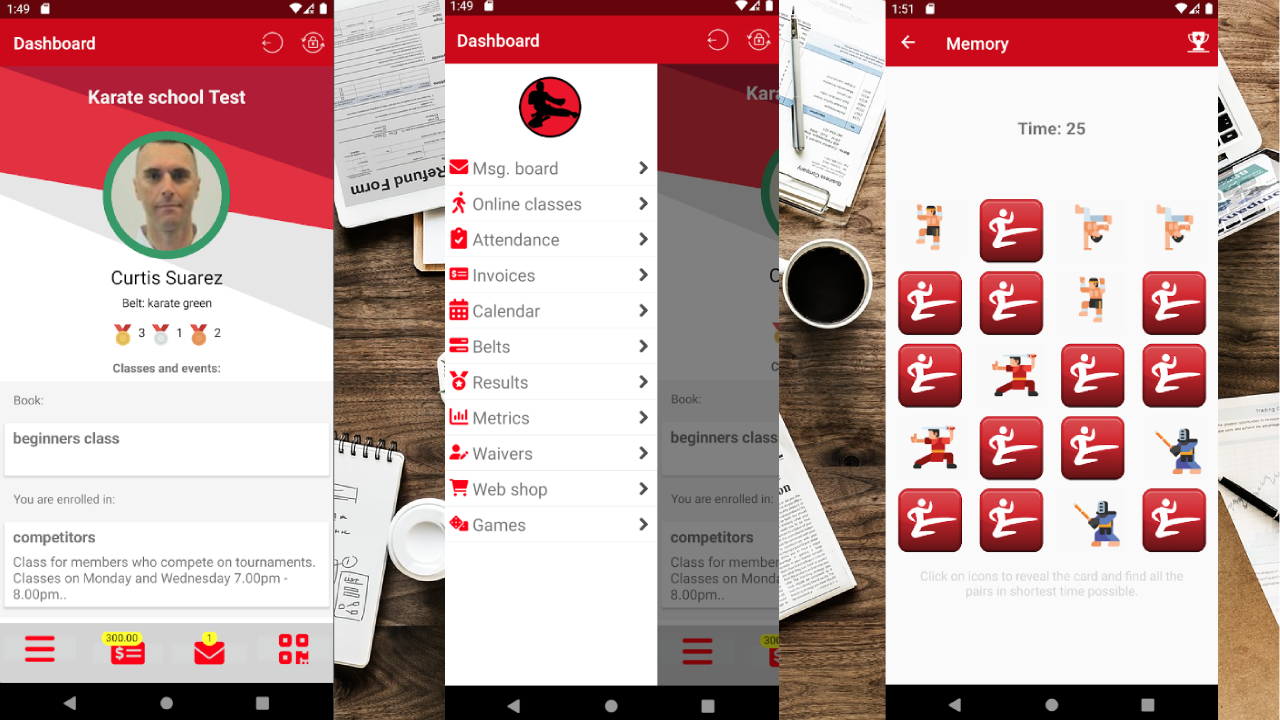 1:49
Dashboard
Karate school Test
Curtis Suarez
Belt: karate green
3 1 2
Classes and events:
Book:
beginners class
You are enrolled in:
competitors
Class for members who compete on tournaments.
Classes on Monday and Wednesday 7.00pm -
8.00pm..
300.00
1
Refund Form
1:49
Dashboard
Kara
Msg. board
Online classes
Attendance
Invoices
Calendar
Belts
Results
Metrics
Waivers
Web shop
Games
C
Book:
beginners class
You are enrolled in:
competitors
Class for membe
Classes on Monda
8.00pm..
300
Business Company
1:51
Memory
Time: 25
Click on icons to reveal the card and find all the
pairs in shortest time possible.